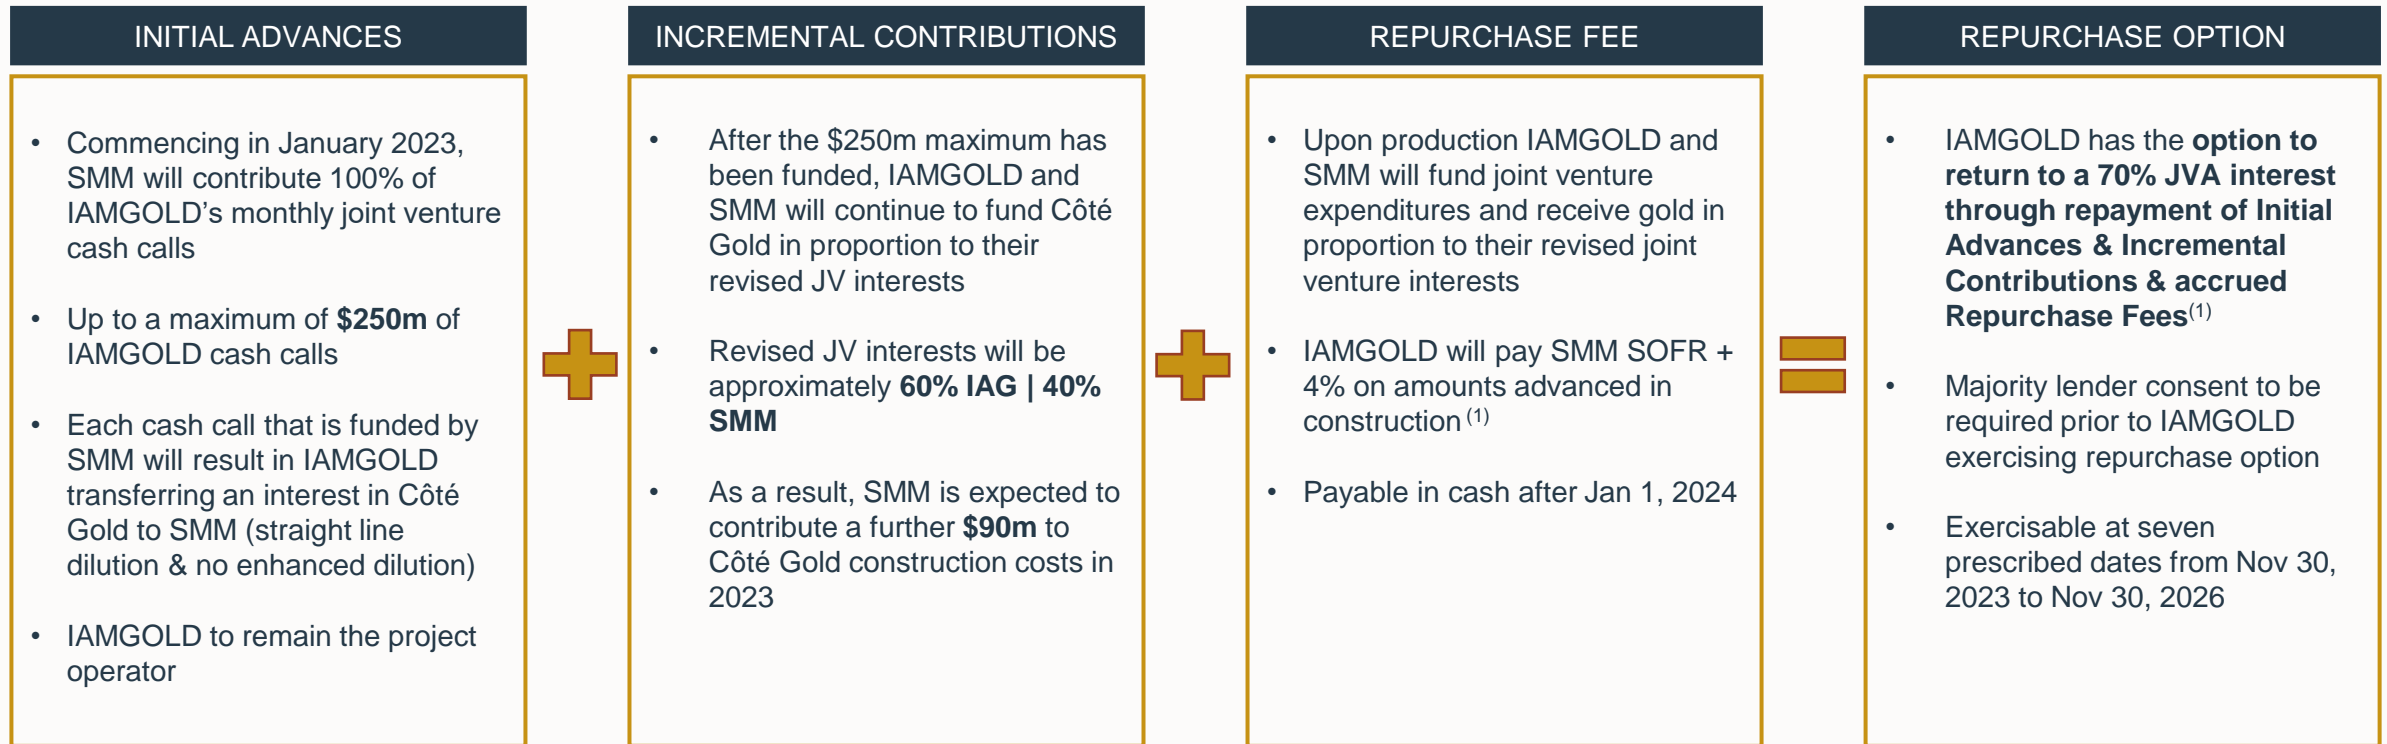 INITIAL ADVANCES
• Commencing in January 2023,
SMM will contribute 100% of
IAMGOLD’s monthly joint venture
cash calls
• Up to a maximum of $250m of
IAMGOLD cash calls
• Each cash call that is funded by
SMM will result in IAMGOLD
transferring an interest in Côté
Gold to SMM (straight line
dilution & no enhanced dilution)
• IAMGOLD to remain the project
operator
INCREMENTAL CONTRIBUTIONS
• After the $250m maximum has
been funded, IAMGOLD and
SMM will continue to fund Côté
Gold in proportion to their
revised JV interests
• Revised JV interests will be
approximately 60% IAG | 40%
SMM
• As a result, SMM is expected to
contribute a further $90m to
Côté Gold construction costs in
2023
REPURCHASE FEE
• Upon production IAMGOLD and
SMM will fund joint venture
expenditures and receive gold in
proportion to their revised joint
venture interests
• IAMGOLD will pay SMM SOFR +
4% on amounts advanced in
construction (1)
• Payable in cash after Jan 1, 2024
REPURCHASE OPTION
• IAMGOLD has the option to
return to a 70% JVA interest
through repayment of Initial
Advances & Incremental
Contributions & accrued
Repurchase Fees(1)
• Majority lender consent to be
required prior to IAMGOLD
exercising repurchase option
• Exercisable at seven
prescribed dates from Nov 30,
2023 to Nov 30, 2026